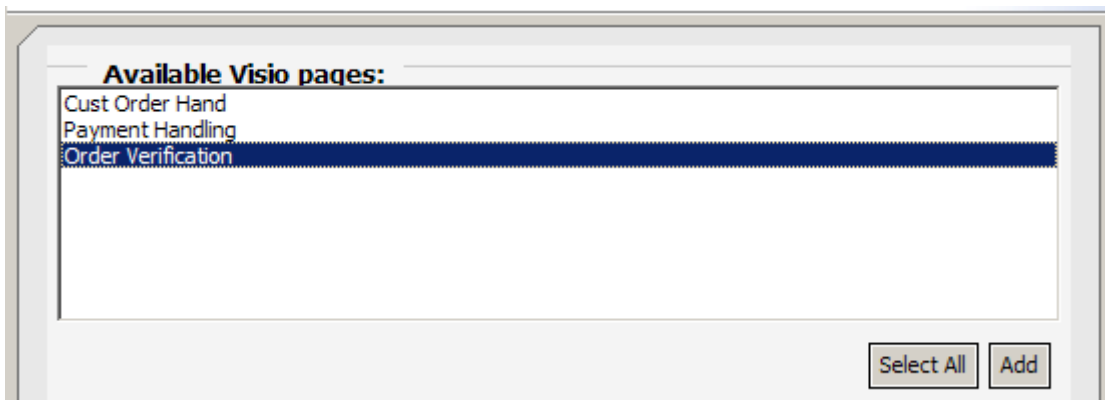 Available Visio pages:
Cust Order Hand
Payment Handling
Order Verification
Select All Add